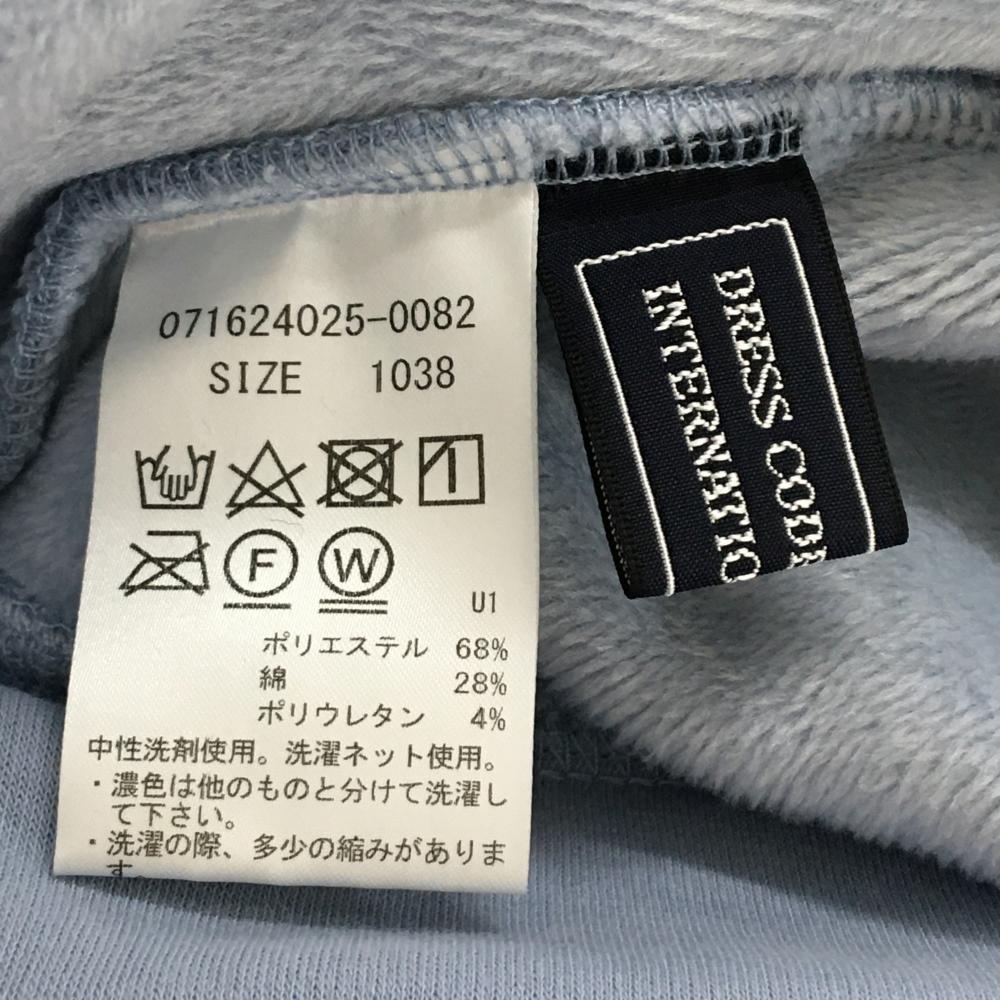 071624025-0082
SIZE 1038
F W
U1
ポリエステル 68%
綿 28%
ポリウレタン 4%
中性洗剤使用。洗濯ネット使用。
・濃色は他のものと分けて洗濯し
て下さい。
・洗濯の際、多少の縮みがありま
す。
DRESS CODE
INTERNATIO